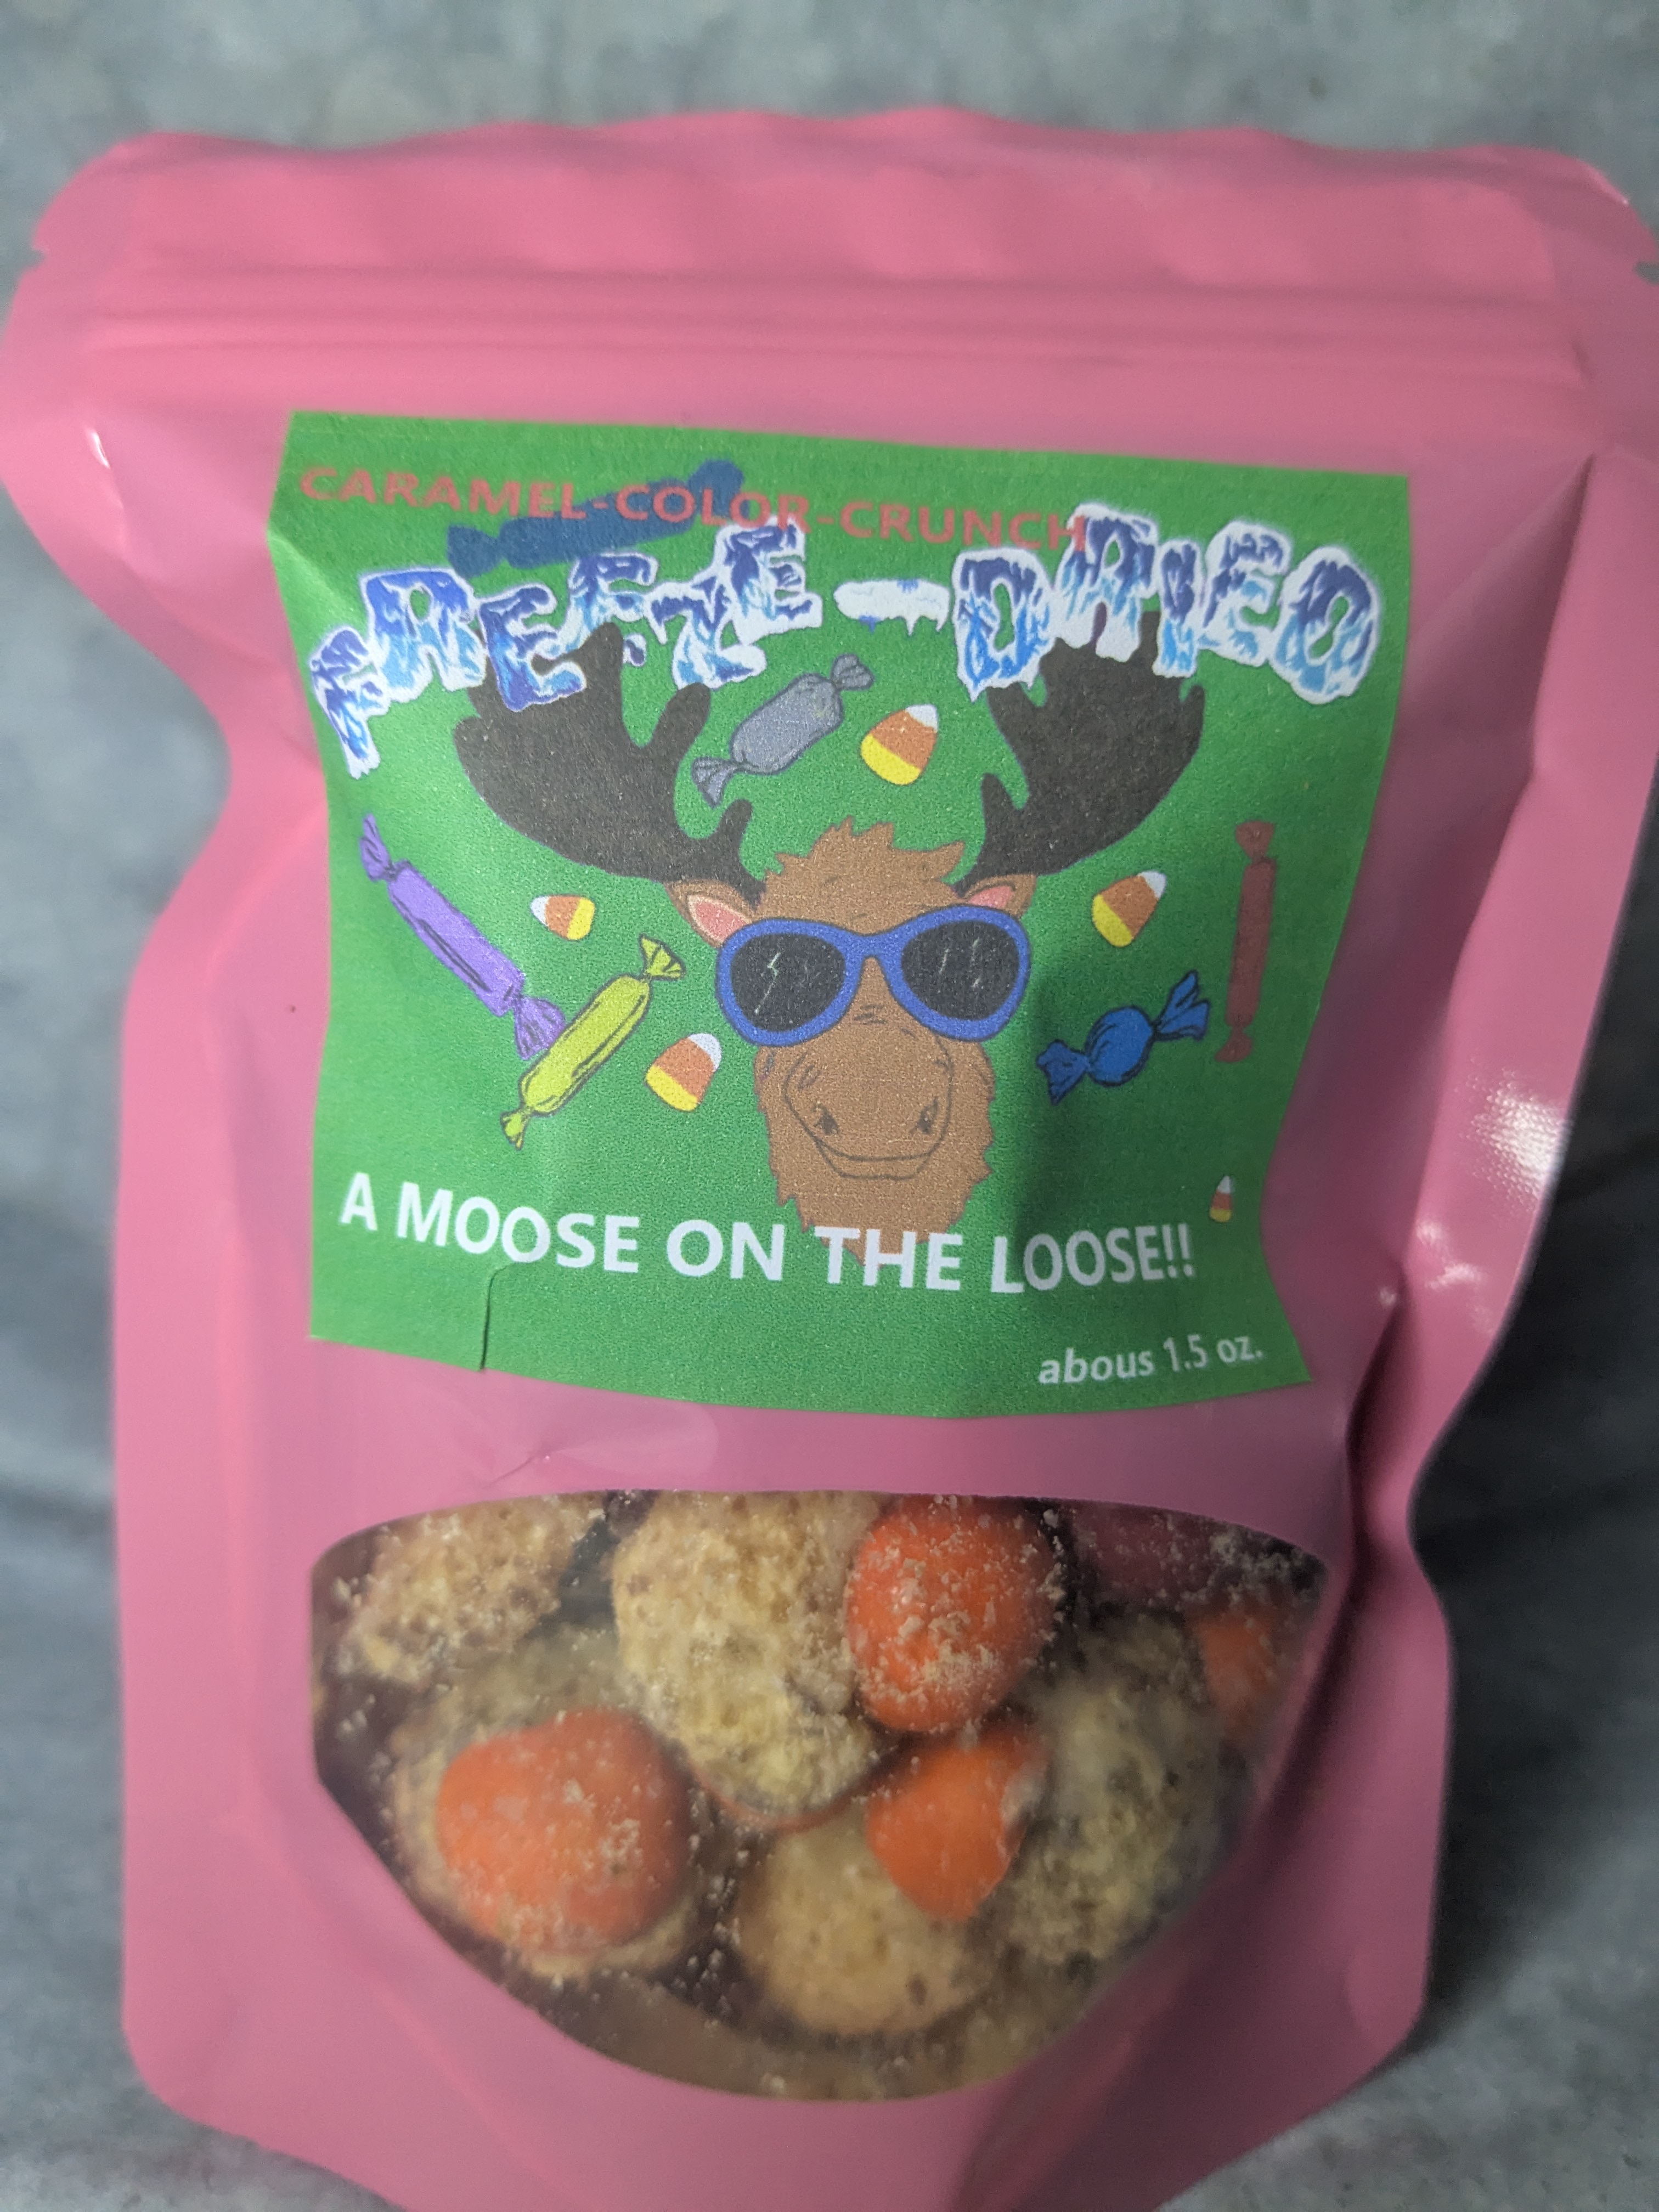 CARAMEL-COLOR-CRUNCH
FREEZE-DRIED
A MOOSE ON THE LOOSE!!
abous 1.5 oz.